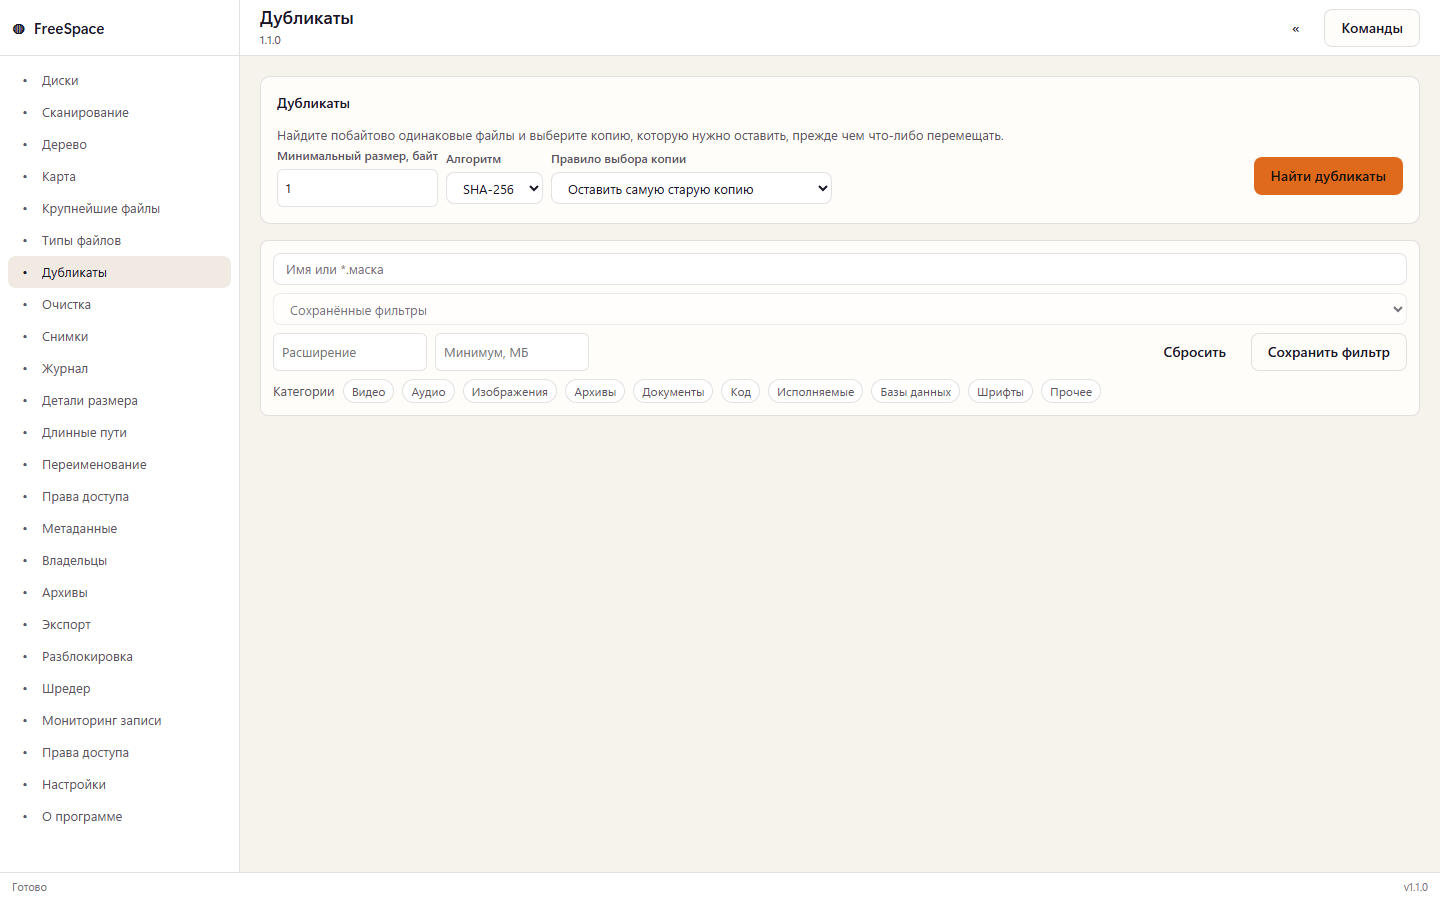 FreeSpace
Диски
Сканирование
Дерево
Карта
Крупнейшие файлы
Типы файлов
Дубликаты
Очистка
Снимки
Журнал
Детали размера
Длинные пути
Переименование
Права доступа
Метаданные
Владельцы
Архивы
Экспорт
Разблокировка
Шредер
Мониторинг записи
Права доступа
Настройки
О программе
Дубликаты
1.1.0
« Команды
Дубликаты
Найдите побайтово одинаковые файлы и выберите копию, которую нужно оставить, прежде чем что-либо перемещать.
Минимальный размер, байт Алгоритм Правило выбора копии
1 SHA-256 Оставить самую старую копию Найти дубликаты
Имя или *.маска
Сохранённые фильтры
Расширение Минимум, МБ Сбросить Сохранить фильтр
Категории Видео Аудио Изображения Архивы Документы Код Исполняемые Базы данных Шрифты Прочее
Готово v1.1.0